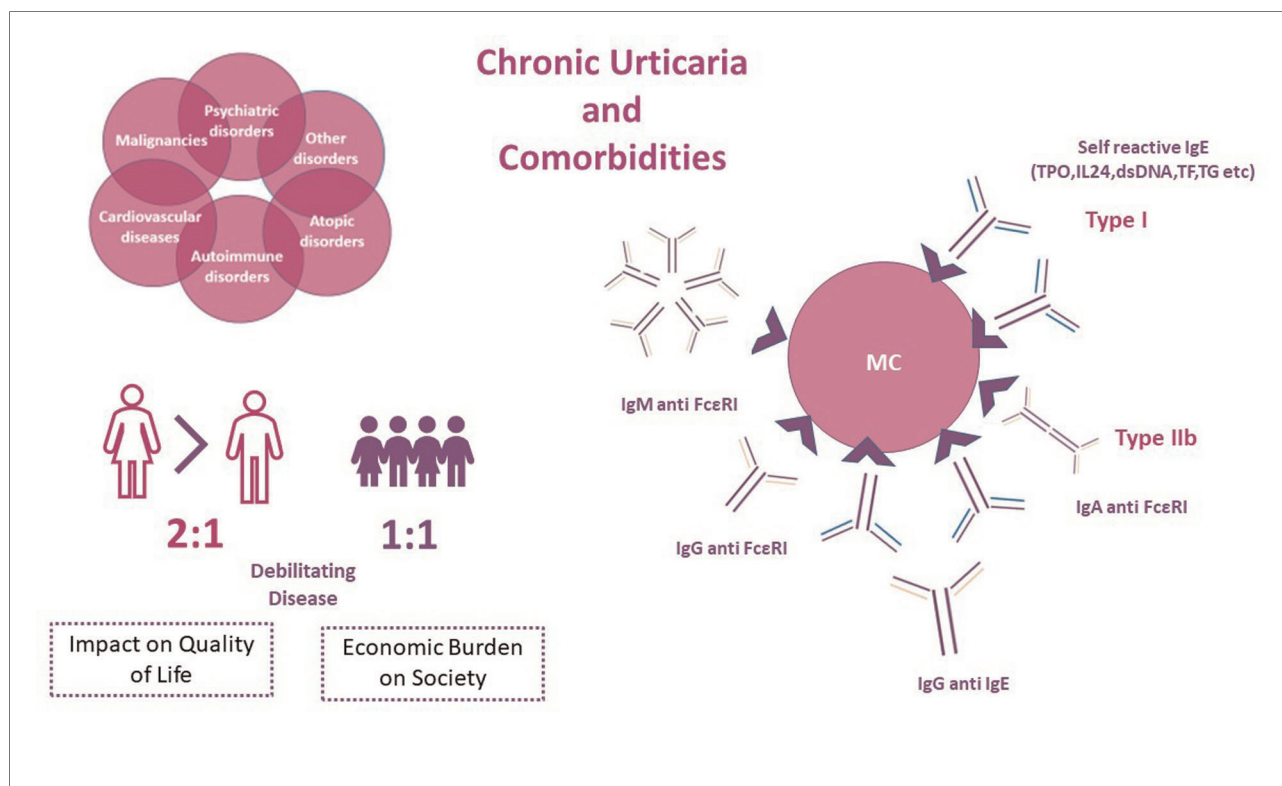 Chronic Urticaria
and
Comorbidities
Psychiatric
disorders
Malignancies
Other
disorders
Cardiovascular
diseases
Atopic
disorders
Autoimmune
disorders
2:1
1:1
Debilitating
Disease
Impact on Quality
of Life
Economic Burden
on Society
Self reactive IgE
(TPO,IL24,dsDNA,TF,TG etc)
Type I
MC
IgM anti FcεRI
Type IIb
IgA anti FcεRI
IgG anti FcεRI
IgG anti IgE